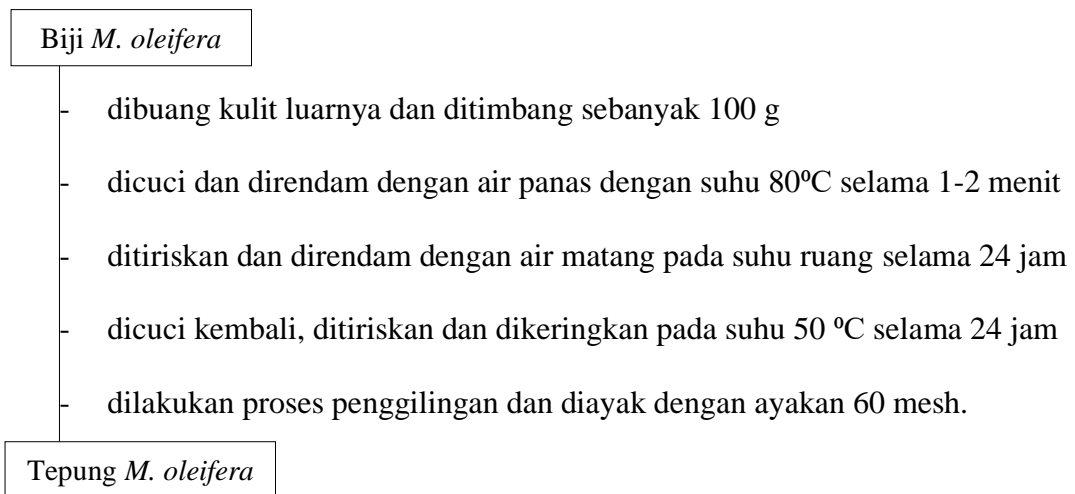 Biji M. oleifera
- dibuang kulit luarnya dan ditimbang sebanyak 100 g
- dicuci dan direndam dengan air panas dengan suhu 80⁰C selama 1-2 menit
- ditiriskan dan direndam dengan air matang pada suhu ruang selama 24 jam
- dicuci kembali, ditiriskan dan dikeringkan pada suhu 50 ⁰C selama 24 jam
- dilakukan proses penggilingan dan diayak dengan ayakan 60 mesh.
Tepung M. oleifera